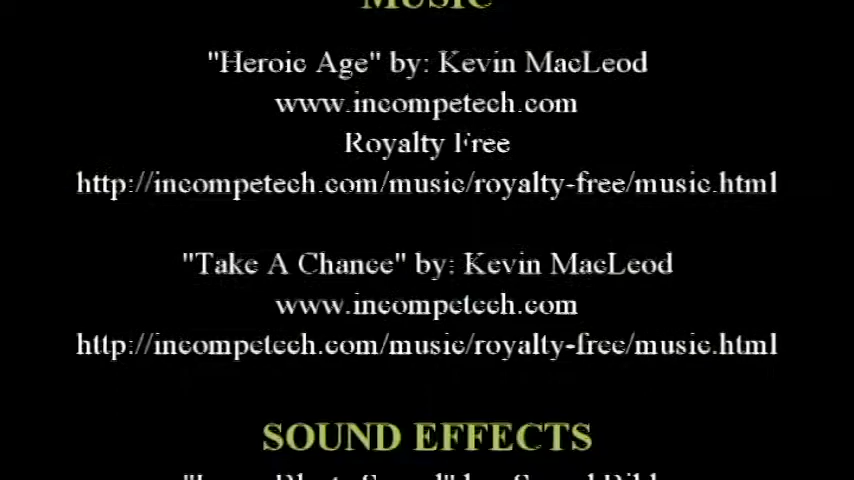 MUSIC
"Heroic Age" by: Kevin MacLeod
www.incompetech.com
Royalty Free
http://incompetech.com/music/royalty-free/music.html
"Take A Chance" by: Kevin MacLeod
www.incompetech.com
http://incompetech.com/music/royalty-free/music.html
SOUND EFFECTS